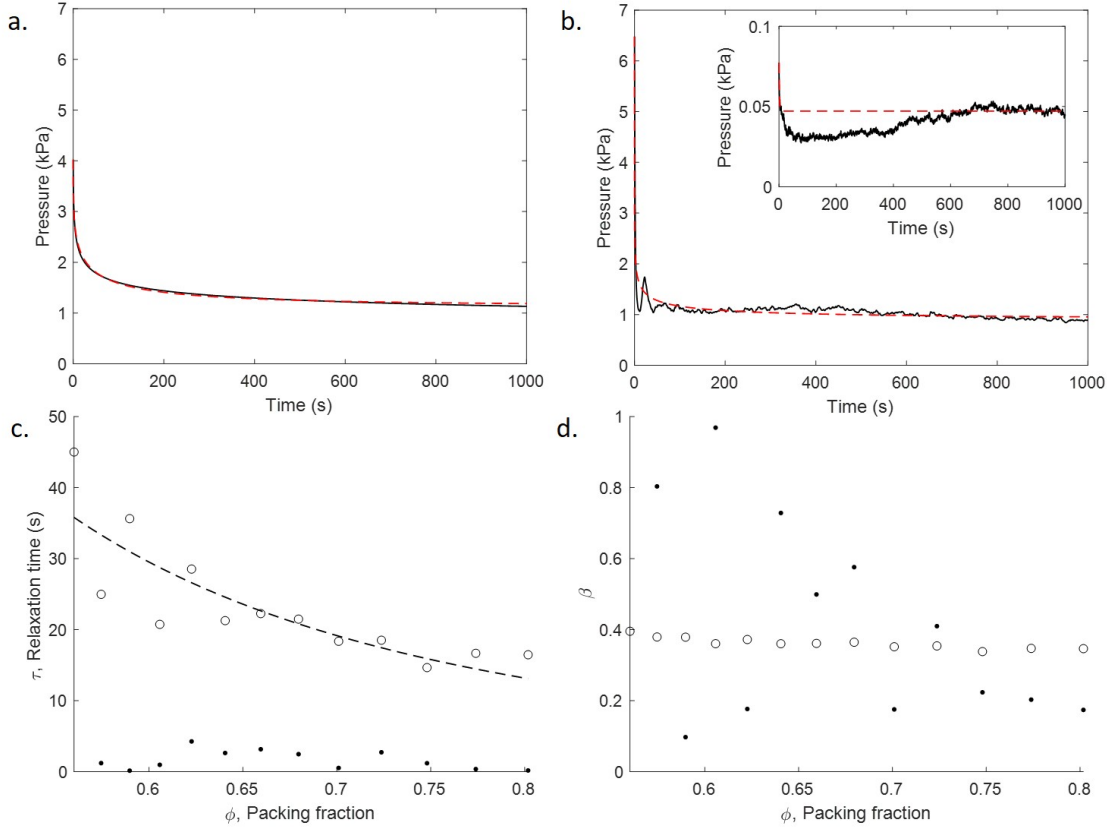 a.
7
6
5
4
3
2
1
0
Pressure (kPa)
0 200 400 600 800 1000
Time (s)
b.
7
6
5
4
3
2
1
0
Pressure (kPa)
0 200 400 600 800 1000
Time (s)
0.1
0.05
0
Pressure (kPa)
0 200 400 600 800 1000
Time (s)
c.
50
40
30
20
10
0
τ, Relaxation time (s)
0.6 0.65 0.7 0.75 0.8
ϕ, Packing fraction
d.
1
0.8
0.6
0.4
0.2
0
β
0.6 0.65 0.7 0.75 0.8
ϕ, Packing fraction